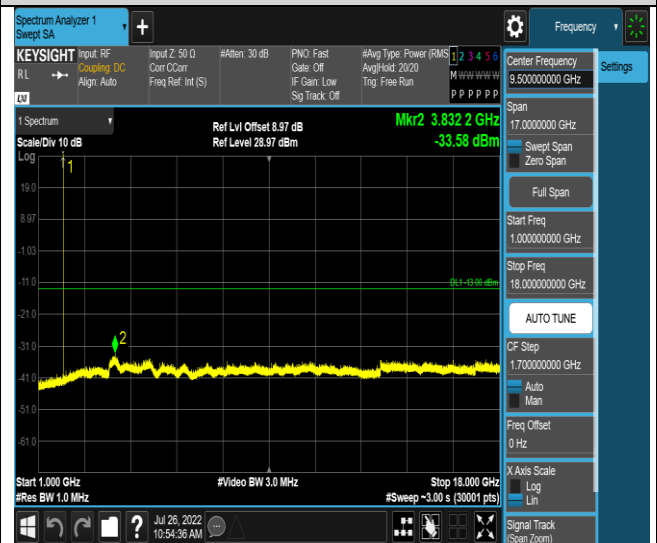 Spectrum Analyzer 1
Swept SA
Frequency
KEYSIGHT
RL
LXI
Input: RF
Coupling: DC
Align: Auto
Input Z: 50 Ω
Corr CCorr
Freq Ref: Int (S)
#Atten: 30 dB
PNO: Fast
Gate: Off
IF Gain: Low
Sig Track: Off
#Avg Type: Power (RMS
Avg|Hold: 20/20
Trig: Free Run
1 2 3 4 5 6
M W W W W W
P P P P P P
1 Spectrum
Scale/Div 10 dB
Ref Lvl Offset 8.97 dB
Ref Level 28.97 dBm
Mkr2 3.832 2 GHz
-33.58 dBm
Log
1
19.0
8.97
-1.03
-11.0
DL1 -13.00 dBm
-21.0
-31.0
2
-41.0
-51.0
-61.0
Start 1.000 GHz
#Res BW 1.0 MHz
#Video BW 3.0 MHz
Stop 18.000 GHz
#Sweep ~3.00 s (30001 pts)
Jul 26, 2022
10:54:36 AM
Settings
Center Frequency
9.500000000 GHz
Span
17.0000000 GHz
Swept Span
Zero Span
Full Span
Start Freq
1.000000000 GHz
Stop Freq
18.000000000 GHz
AUTO TUNE
CF Step
1.700000000 GHz
Auto
Man
Freq Offset
0 Hz
X Axis Scale
Log
Lin
Signal Track
(Span Zoom)